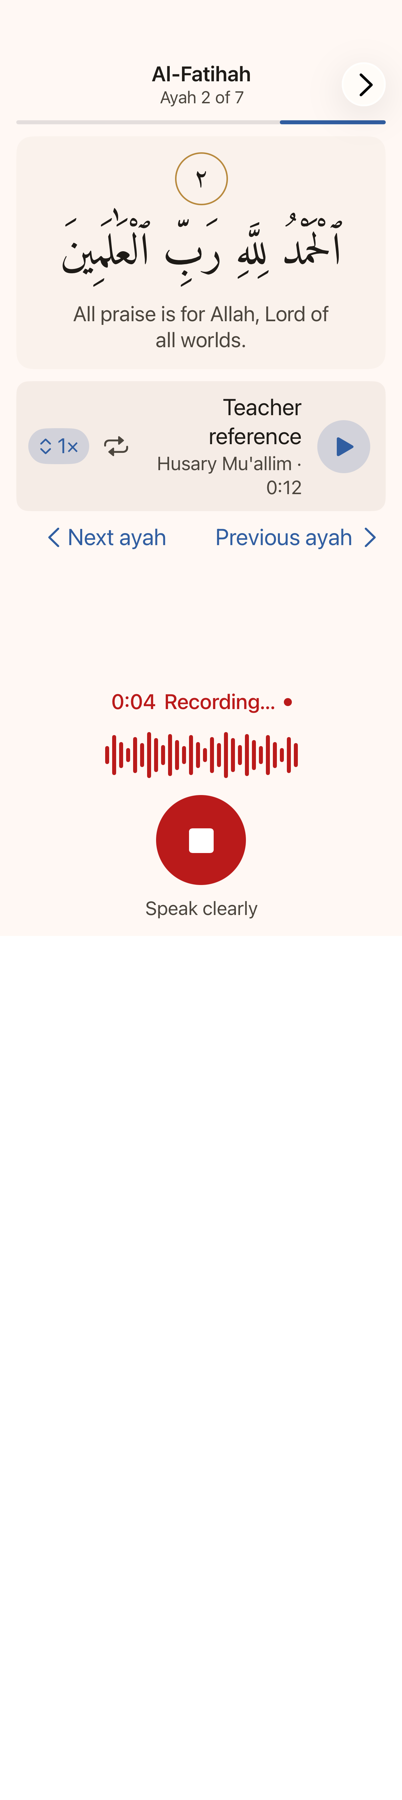 Al-Fatihah
Ayah 2 of 7
٢
ٱلْحَمْدُ لِلَّهِ رَبِّ ٱلْعَٰلَمِينَ
All praise is for Allah, Lord of
all worlds.
Teacher
reference
Husary Mu'allim ·
0:12
1×
Next ayah
Previous ayah
0:04 Recording...
Speak clearly